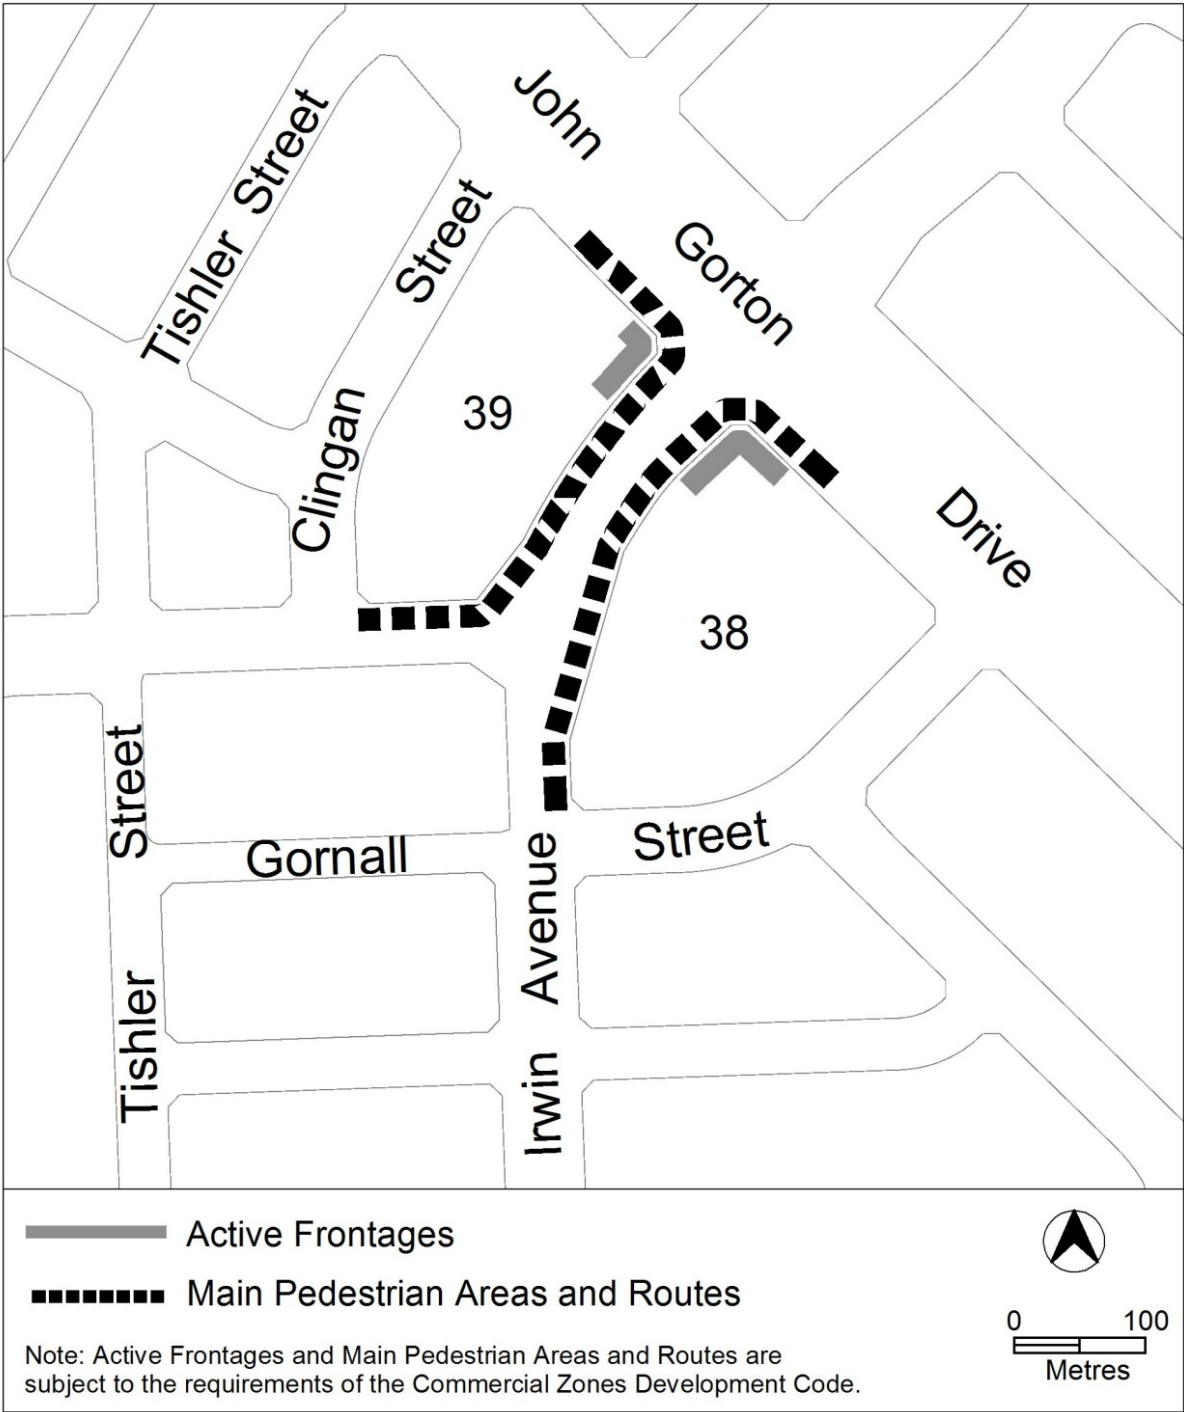 John
Gorton
Drive
Tishler Street
Clingan Street
39
38
Tishler Street
Gornall Street
Irwin Avenue
Active Frontages
Main Pedestrian Areas and Routes
0 100
Metres
Note: Active Frontages and Main Pedestrian Areas and Routes are
subject to the requirements of the Commercial Zones Development Code.